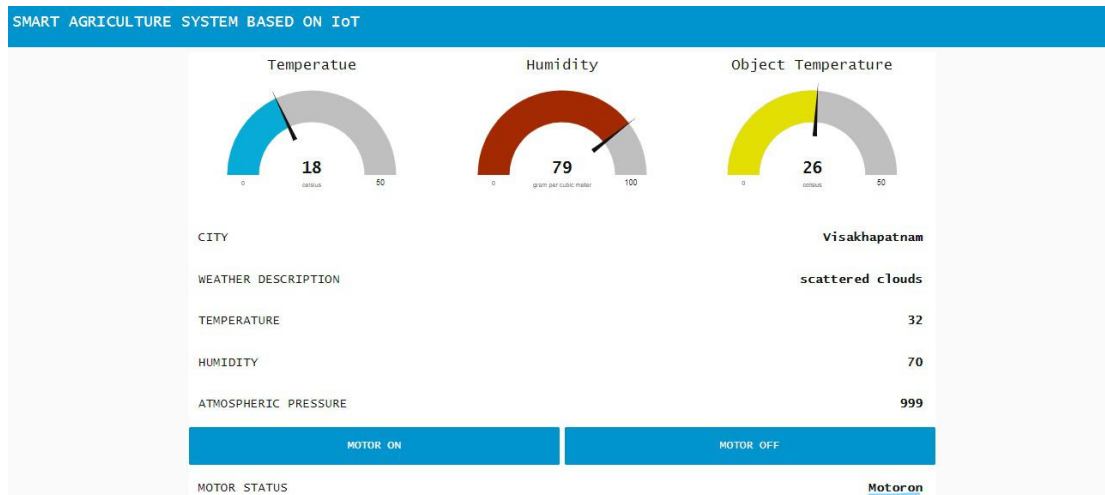 SMART AGRICULTURE SYSTEM BASED ON IoT
Temperatue Humidity Object Temperature
18 79 26
0 celsius 50 0 gram per cubic meter 100 0 celsius 50
CITY Visakhapatnam
WEATHER DESCRIPTION scattered clouds
TEMPERATURE 32
HUMIDITY 70
ATMOSPHERIC PRESSURE 999
MOTOR ON MOTOR OFF
MOTOR STATUS Motoron